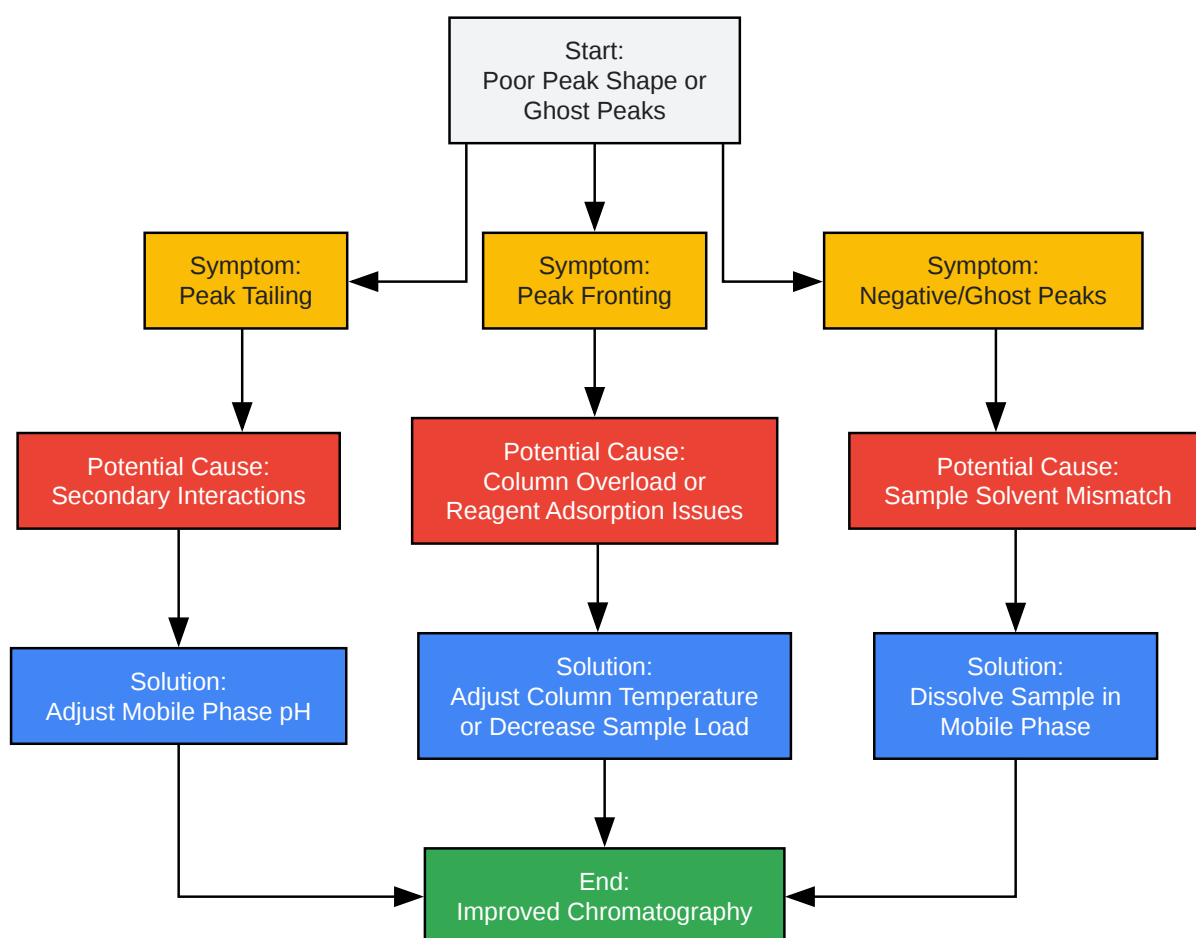 Start:
Poor Peak Shape or
Ghost Peaks
Symptom:
Peak Tailing
Symptom:
Peak Fronting
Symptom:
Negative/Ghost Peaks
Potential Cause:
Secondary Interactions
Potential Cause:
Column Overload or
Reagent Adsorption Issues
Potential Cause:
Sample Solvent Mismatch
Solution:
Adjust Mobile Phase pH
Solution:
Adjust Column Temperature
or Decrease Sample Load
Solution:
Dissolve Sample in
Mobile Phase
End:
Improved Chromatography